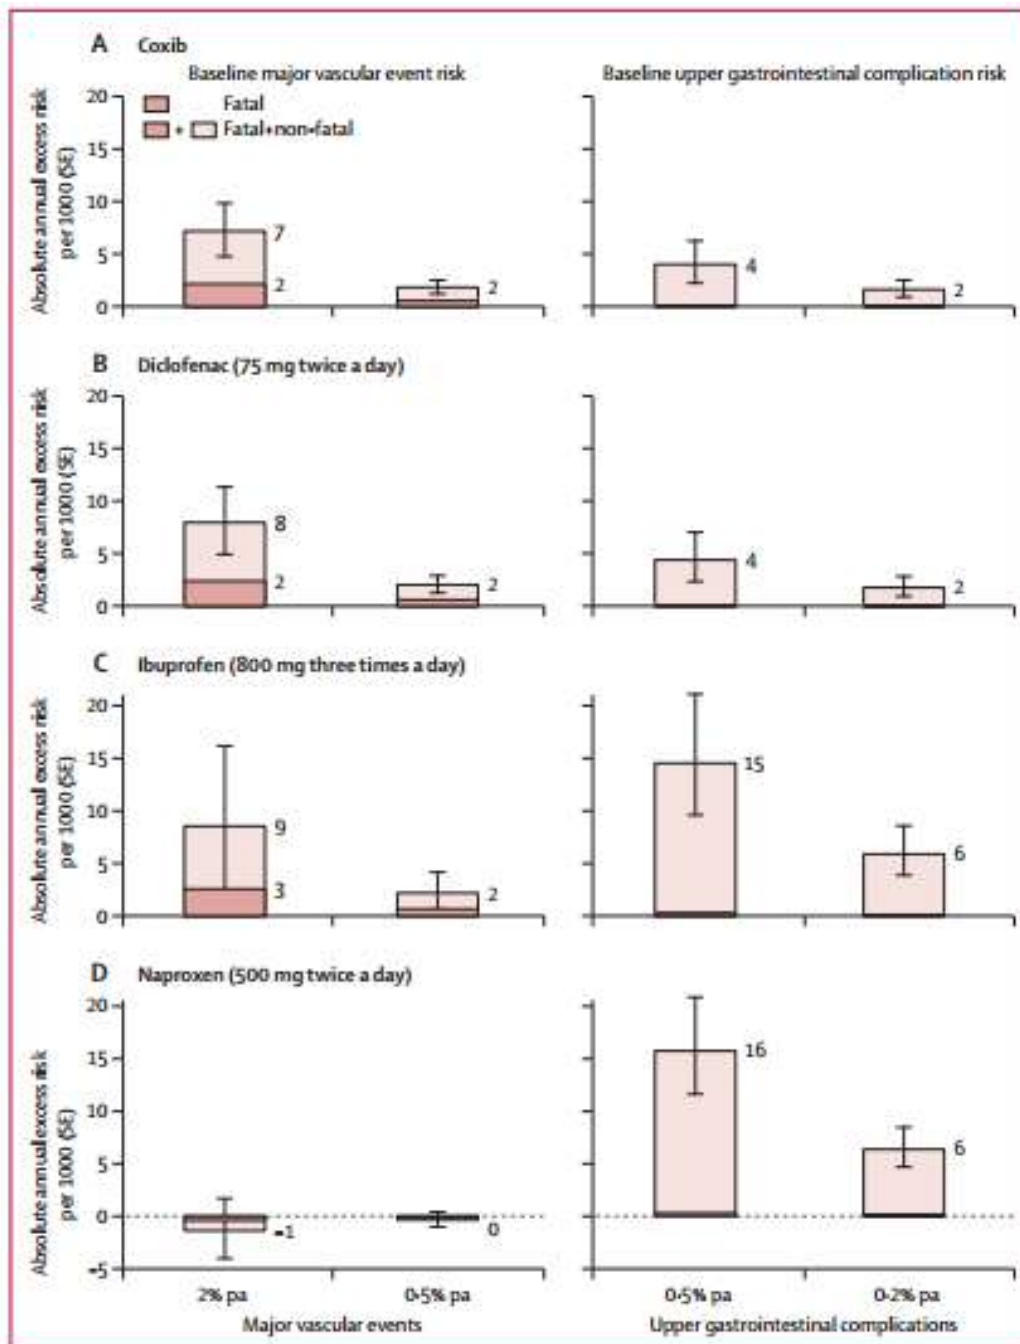 A Coxib
Baseline major vascular event risk
Baseline upper gastrointestinal complication risk
Fatal
+ Fatal+non-fatal
Absolute annual excess risk
per 1000 (SE)
20
15
10
5
0
7
2
2
4
2
B Diclofenac (75 mg twice a day)
Absolute annual excess risk
per 1000 (SE)
20
15
10
5
0
8
2
2
4
2
C Ibuprofen (800 mg three times a day)
Absolute annual excess risk
per 1000 (SE)
20
15
10
5
0
9
3
2
15
6
D Naproxen (500 mg twice a day)
Absolute annual excess risk
per 1000 (SE)
20
15
10
5
0
-5
-1
0
16
6
2% pa
0·5% pa
0·5% pa
0·2% pa
Major vascular events
Upper gastrointestinal complications